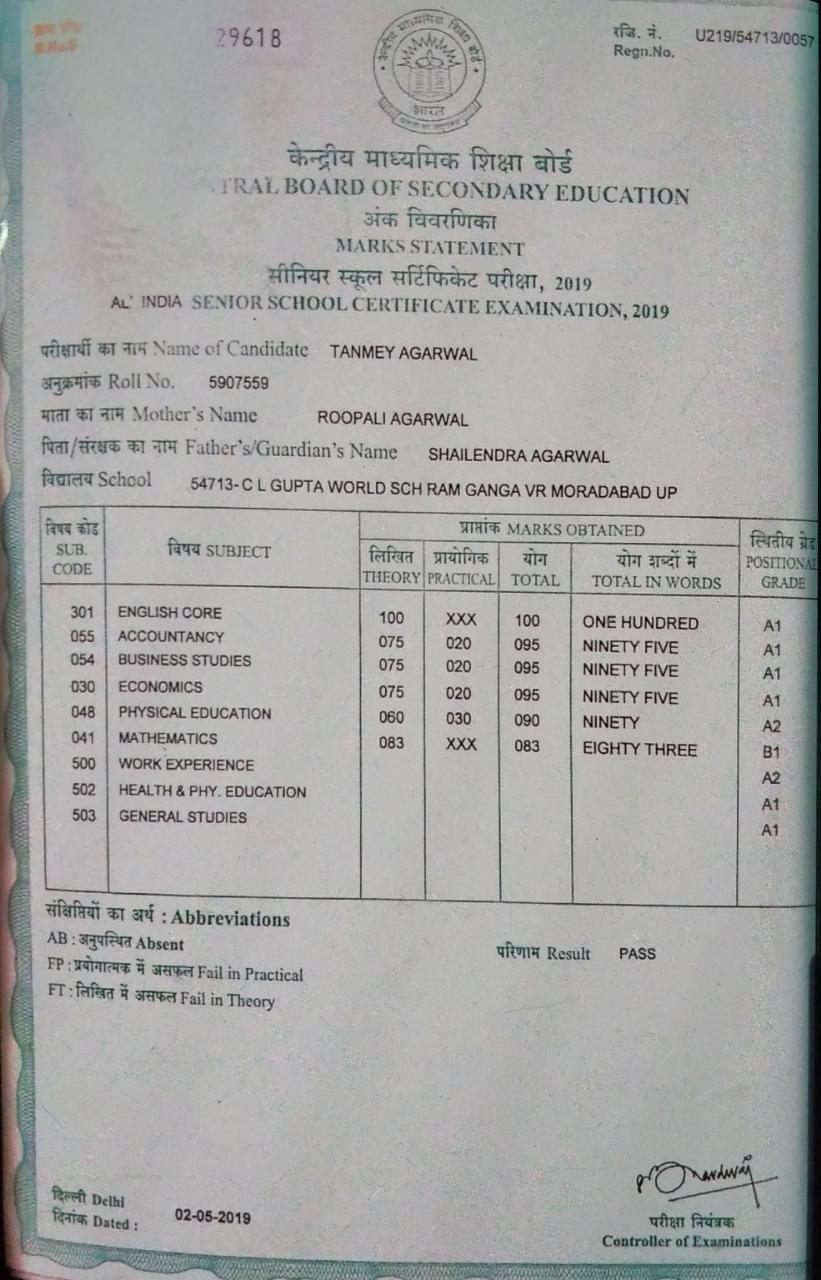 29618
रजि. नं. U219/54713/0057
Regn.No.
केन्द्रीय माध्यमिक शिक्षा बोर्ड
भारत
केन्द्रीय माध्यमिक शिक्षा बोर्ड
TRAL BOARD OF SECONDARY EDUCATION
अंक विवरणिका
MARKS STATEMENT
सीनियर स्कूल सर्टिफिकेट परीक्षा, 2019
INDIA SENIOR SCHOOL CERTIFICATE EXAMINATION, 2019
परीक्षार्थी का नाम Name of Candidate TANMEY AGARWAL
अनुक्रमांक Roll No. 5907559
माता का नाम Mother's Name ROOPALI AGARWAL
पिता/संरक्षक का नाम Father's/Guardian's Name SHAILENDRA AGARWAL
विद्यालय School 54713- C L GUPTA WORLD SCH RAM GANGA VR MORADABAD UP
विषय कोड SUB. CODE विषय SUBJECT प्राप्तांक MARKS OBTAINED स्थितीय ग्रेड POSITIONAL GRADE
लिखित THEORY प्रायोगिक PRACTICAL योग TOTAL योग शब्दों में TOTAL IN WORDS
301 ENGLISH CORE 100 XXX 100 ONE HUNDRED A1
055 ACCOUNTANCY 075 020 095 NINETY FIVE A1
054 BUSINESS STUDIES 075 020 095 NINETY FIVE A1
030 ECONOMICS 075 020 095 NINETY FIVE A1
048 PHYSICAL EDUCATION 060 030 090 NINETY A2
041 MATHEMATICS 083 XXX 083 EIGHTY THREE B1
500 WORK EXPERIENCE A2
502 HEALTH & PHY. EDUCATION A1
503 GENERAL STUDIES A1
संक्षिप्तियों का अर्थ : Abbreviations
AB : अनुपस्थित Absent
परिणाम Result PASS
FP : प्रयोगात्मक में असफल Fail in Practical
FT : लिखित में असफल Fail in Theory
दिल्ली Delhi
दिनांक Dated : 02-05-2019
परीक्षा नियंत्रक
Controller of Examinations